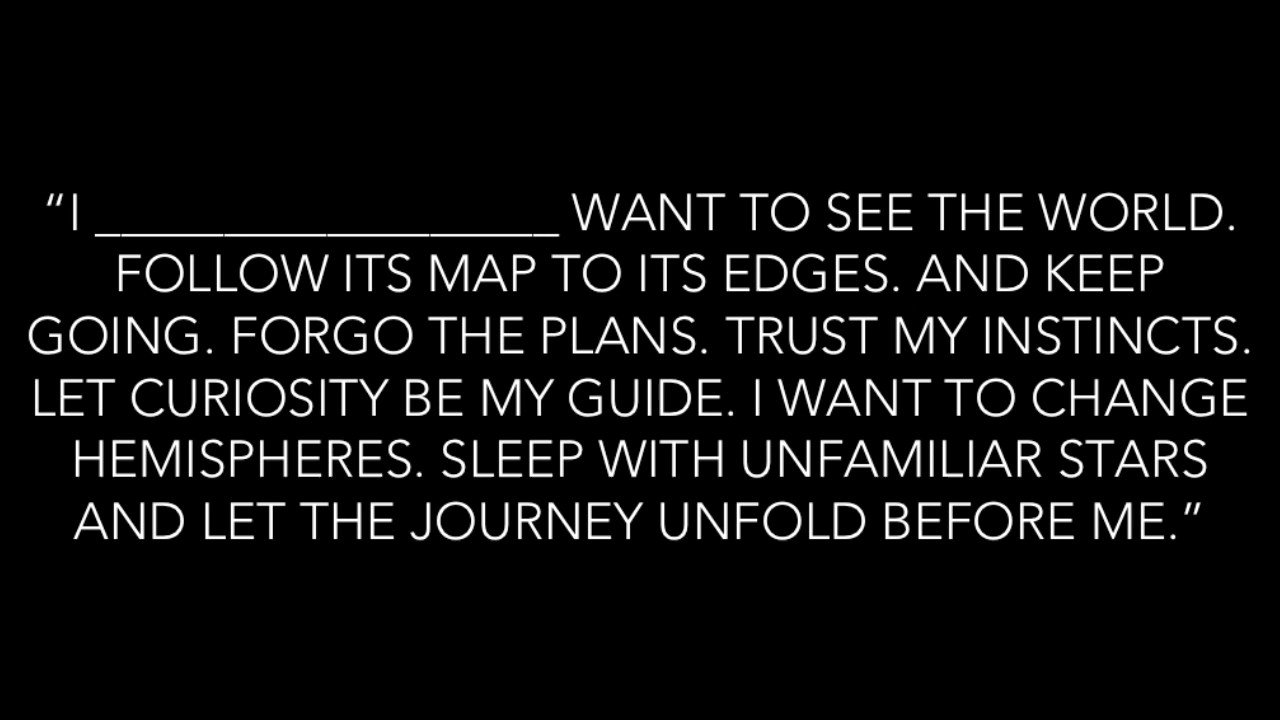 “I __________________ WANT TO SEE THE WORLD.
FOLLOW ITS MAP TO ITS EDGES. AND KEEP
GOING. FORGO THE PLANS. TRUST MY INSTINCTS.
LET CURIOSITY BE MY GUIDE. I WANT TO CHANGE
HEMISPHERES. SLEEP WITH UNFAMILIAR STARS
AND LET THE JOURNEY UNFOLD BEFORE ME.”